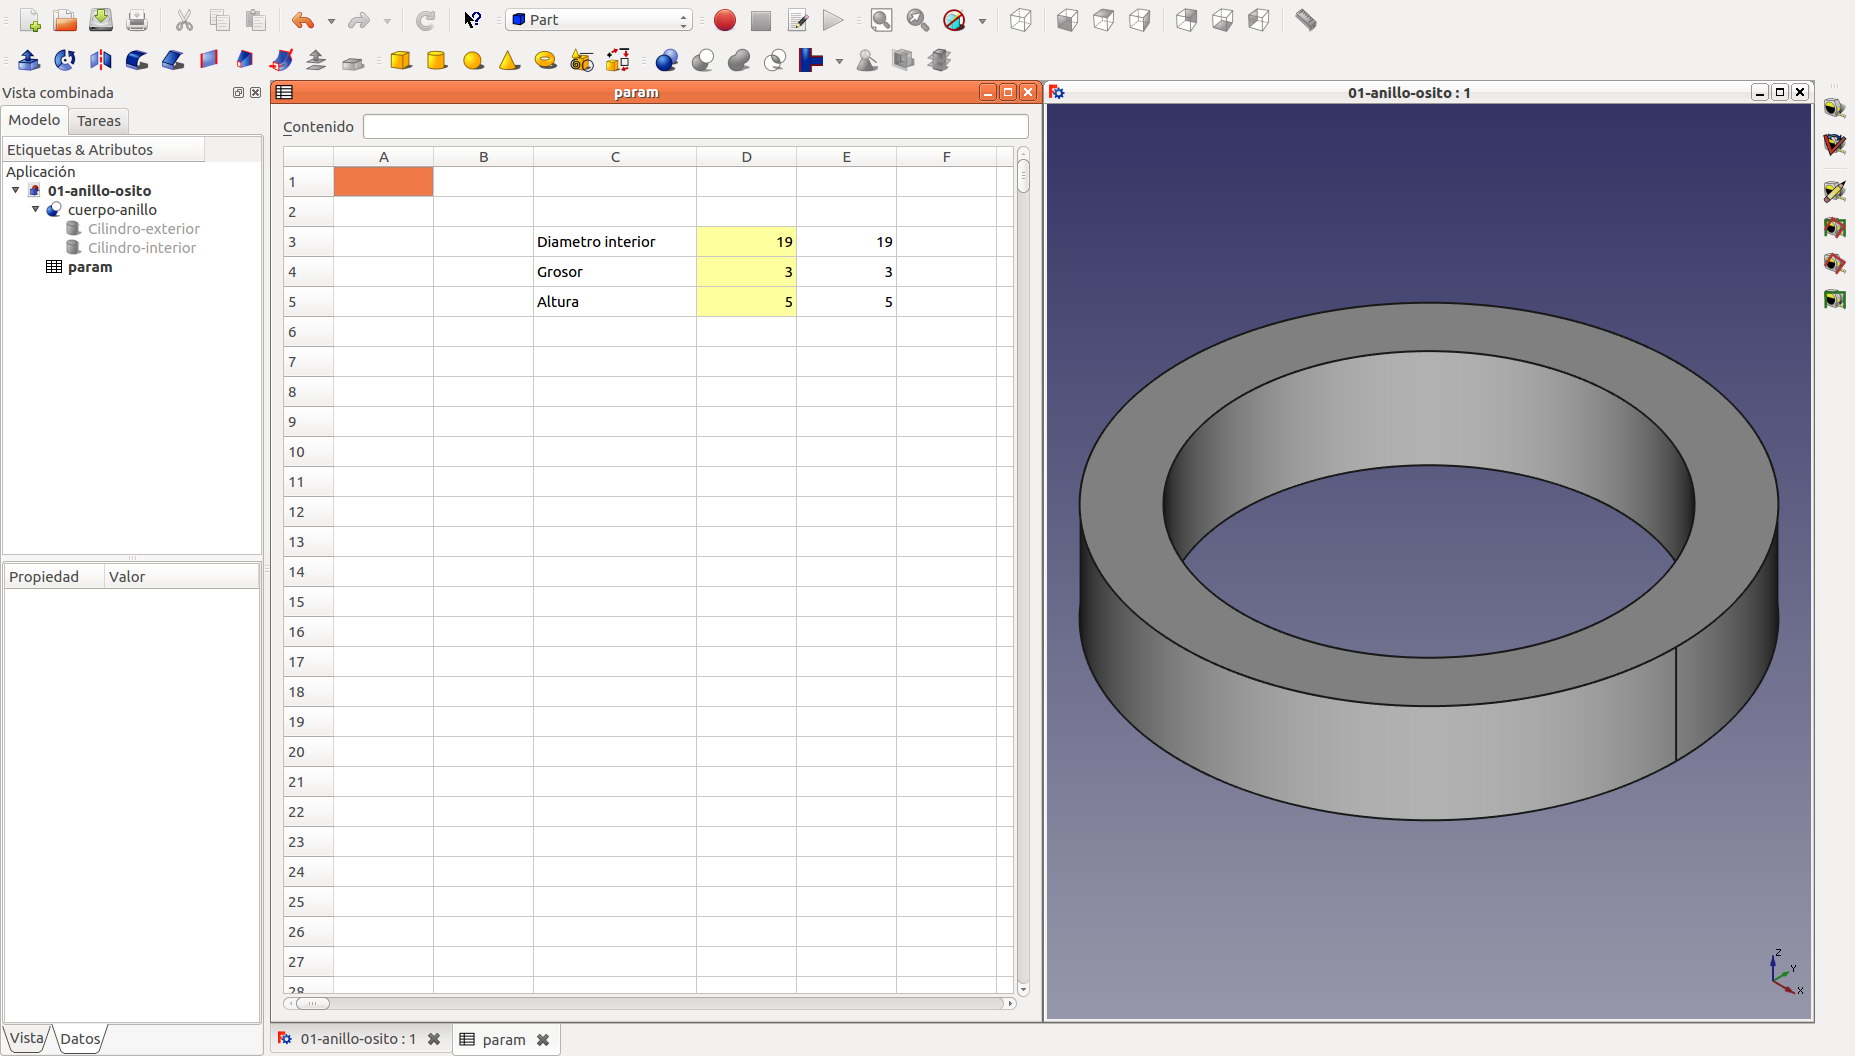 Part
Vista combinada
Modelo Tareas
Etiquetas & Atributos
Aplicación
01-anillo-osito
cuerpo-anillo
Cilindro-exterior
Cilindro-interior
param
Propiedad Valor
Vista Datos
param
Contenido
A B C D E F
1
2
3 Diametro interior 19 19
4 Grosor 3 3
5 Altura 5 5
6
7
8
9
10
11
12
13
14
15
16
17
18
19
20
21
22
23
24
25
26
27
28
01-anillo-osito : 1
Z
Y
X
01-anillo-osito : 1 param